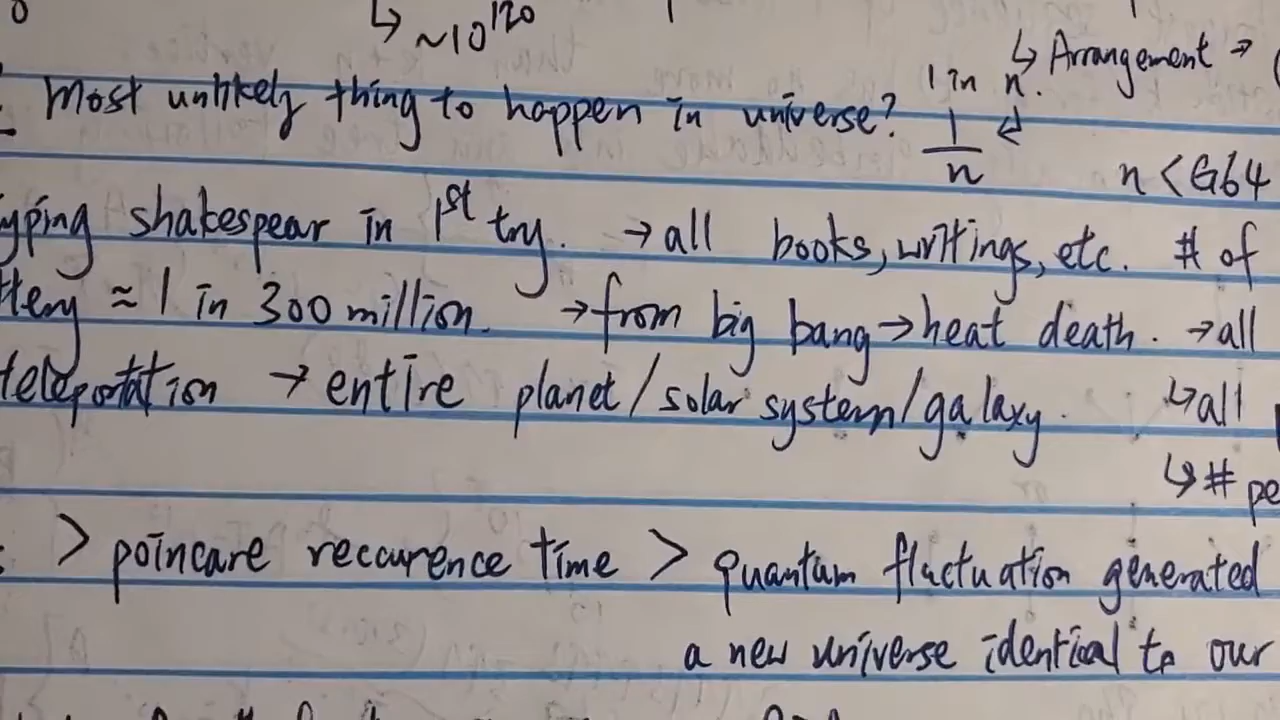 ↳ ~10^120
↳ Arrangement →
Most unlikely thing to happen in universe? 1/n 1 in n.
n < G64
yping shakespear in 1st try. → all books, writings, etc. # of
ttery ≈ 1 in 300 million. → from big bang → heat death. → all
teleportation → entire planet/solar system/galaxy. ↳ all
↳ # pe
> poincare recurence time > quantum fluctuation generated
a new universe idential to our